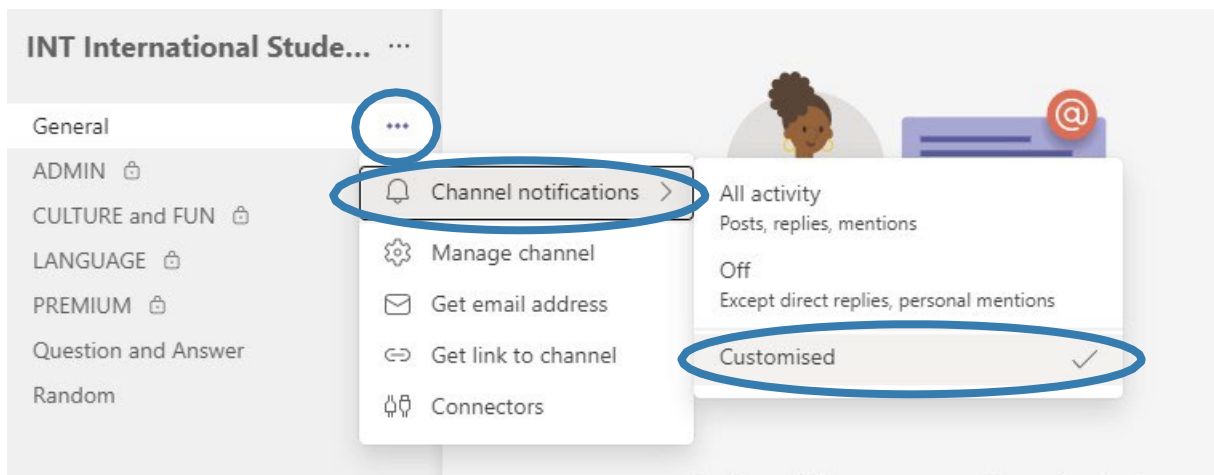 INT International Stude... ...
General ...
ADMIN
CULTURE and FUN
LANGUAGE
PREMIUM
Question and Answer
Random
Channel notifications >
Manage channel
Get email address
Get link to channel
Connectors
@
All activity
Posts, replies, mentions
Off
Except direct replies, personal mentions
Customised